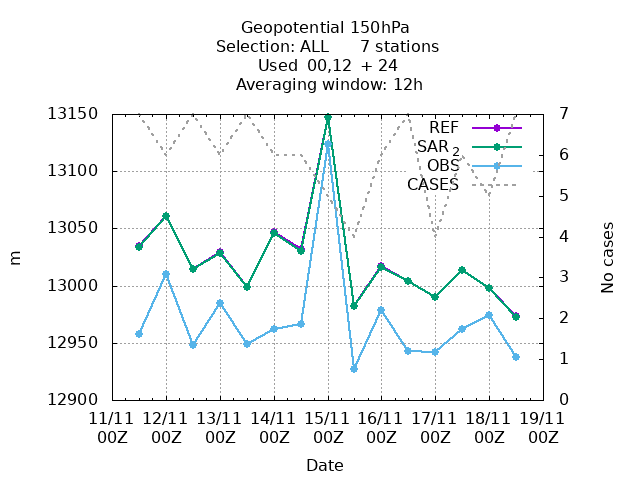 Geopotential 150hPa
Selection: ALL 7 stations
Used 00,12 + 24
Averaging window: 12h
13150
13100
13050
13000
12950
12900
m
REF
SAR 2
OBS
CASES
7
6
5
4
3
2
1
0
No cases
11/11 12/11 13/11 14/11 15/11 16/11 17/11 18/11 19/11
00Z 00Z 00Z 00Z 00Z 00Z 00Z 00Z 00Z
Date